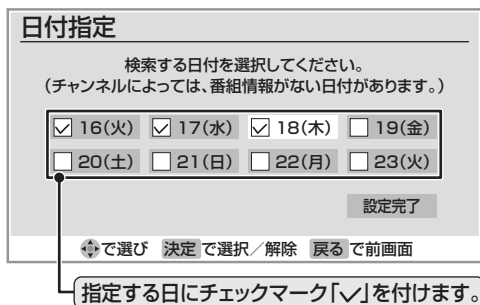 日付指定
検索する日付を選択してください。
（チャンネルによっては、番組情報がない日付があります。）
16(火) 17(水) 18(木) 19(金)
20(土) 21(日) 22(月) 23(火)
設定完了
で選び 決定 で選択／解除 戻る で前画面
指定する日にチェックマーク「✓」を付けます。